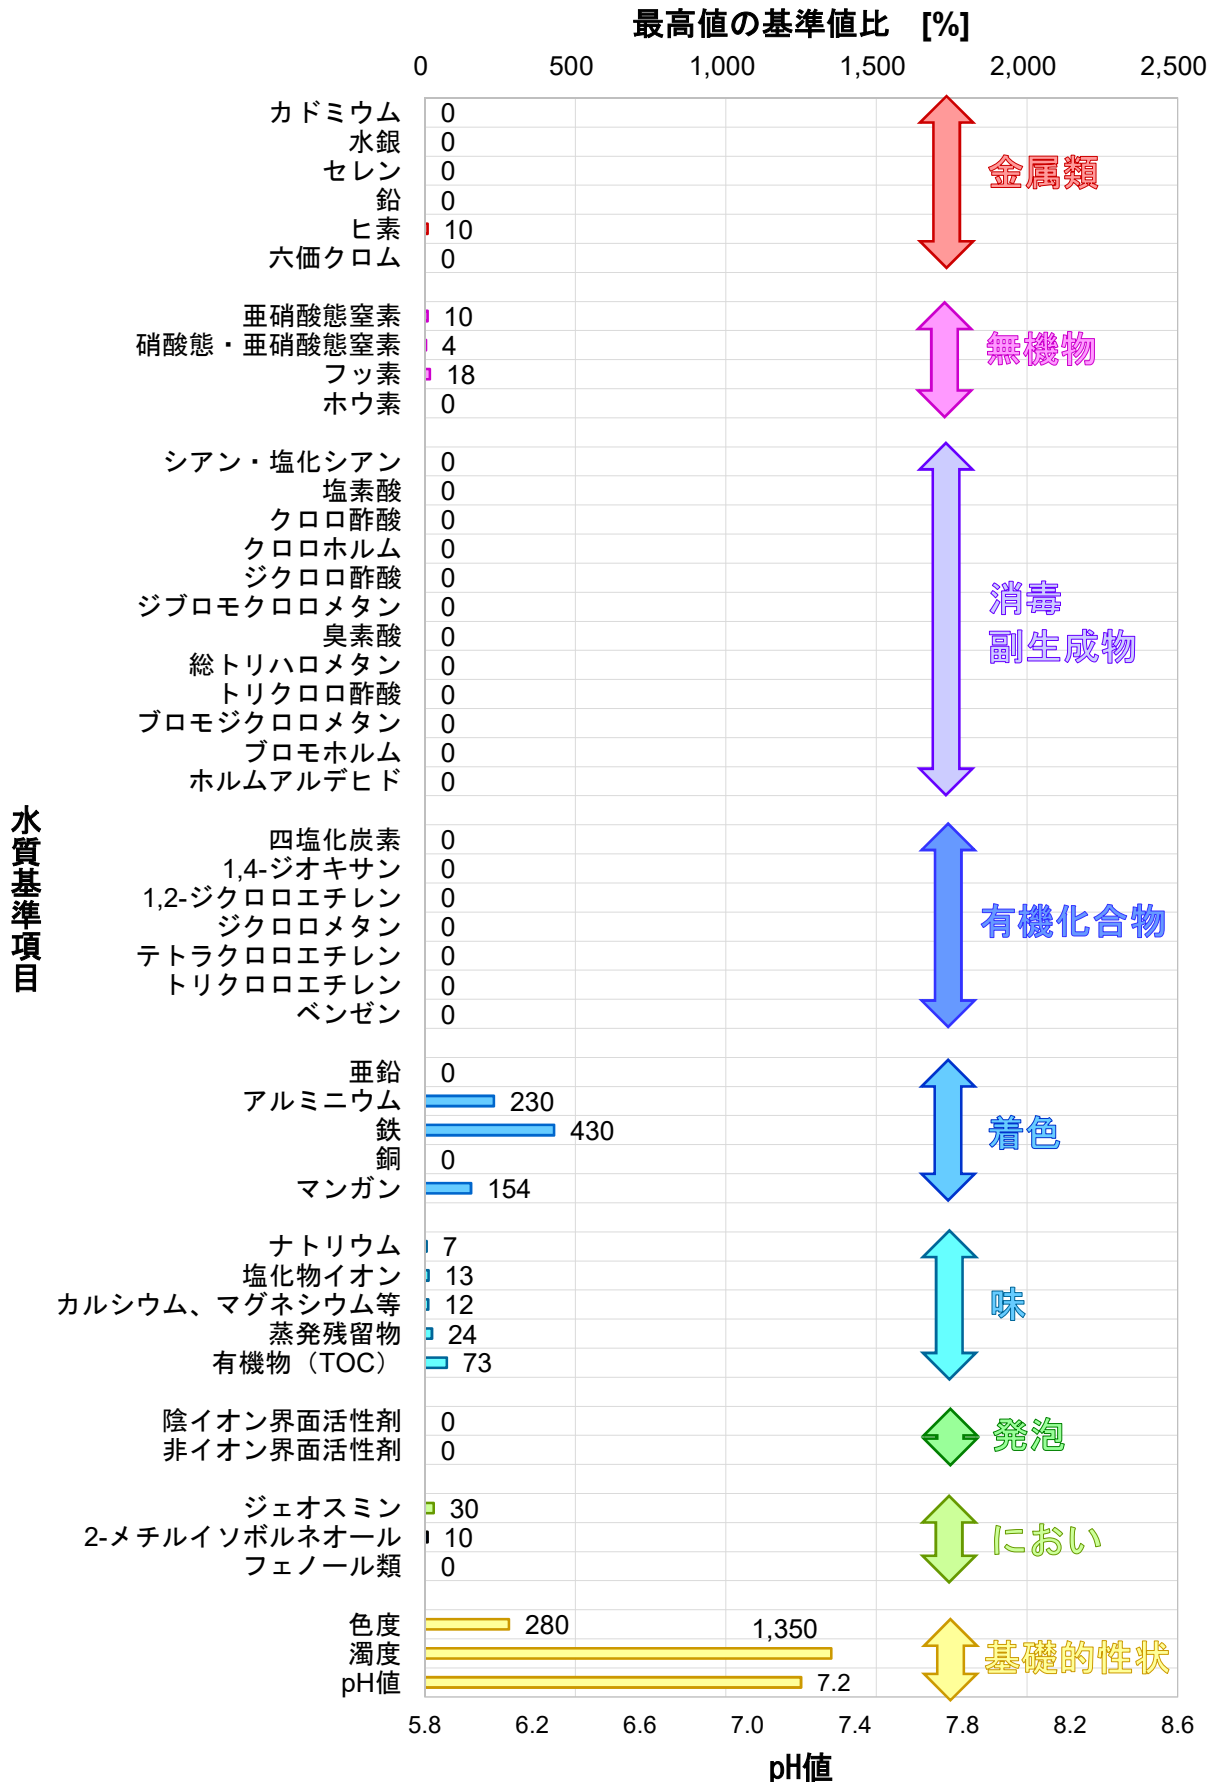 最高値の基準値比　[%]
0 500 1,000 1,500 2,000 2,500
水質基準項目
カドミウム 0
水銀 0
セレン 0
鉛 0
ヒ素 10
六価クロム 0
金属類
亜硝酸態窒素 10
硝酸態・亜硝酸態窒素 4
フッ素 18
ホウ素 0
無機物
シアン・塩化シアン 0
塩素酸 0
クロロ酢酸 0
クロロホルム 0
ジクロロ酢酸 0
ジブロモクロロメタン 0
臭素酸 0
総トリハロメタン 0
トリクロロ酢酸 0
ブロモジクロロメタン 0
ブロモホルム 0
ホルムアルデヒド 0
消毒
副生成物
四塩化炭素 0
1,4-ジオキサン 0
1,2-ジクロロエチレン 0
ジクロロメタン 0
テトラクロロエチレン 0
トリクロロエチレン 0
ベンゼン 0
有機化合物
亜鉛 0
アルミニウム 230
鉄 430
銅 0
マンガン 154
着色
ナトリウム 7
塩化物イオン 13
カルシウム、マグネシウム等 12
蒸発残留物 24
有機物（TOC） 73
味
陰イオン界面活性剤 0
非イオン界面活性剤 0
発泡
ジェオスミン 30
2-メチルイソボルネオール 10
フェノール類 0
におい
色度 280
濁度 1,350
pH値 7.2
基礎的性状
5.8 6.2 6.6 7.0 7.4 7.8 8.2 8.6
pH値